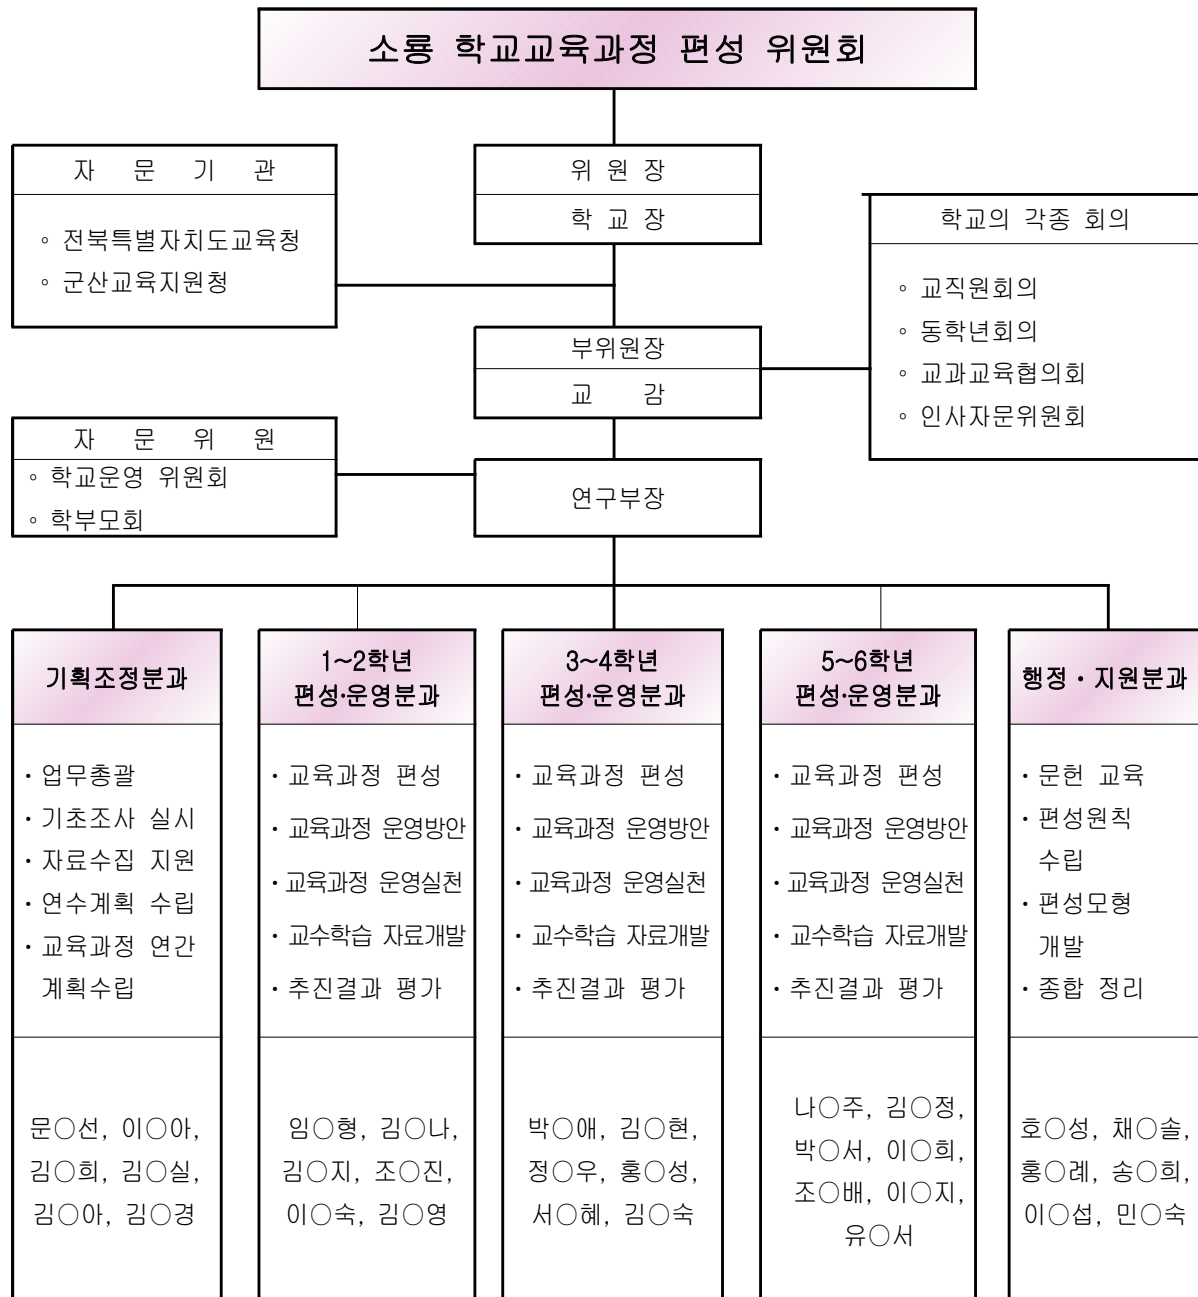 소룡 학교교육과정 편성 위원회
자 문 기 관
◦ 전북특별자치도교육청
◦ 군산교육지원청
위 원 장
학 교 장
학교의 각종 회의
◦ 교직원회의
◦ 동학년회의
◦ 교과교육협의회
◦ 인사자문위원회
부위원장
교 감
자 문 위 원
◦ 학교운영 위원회
◦ 학부모회
연구부장
기획조정분과
· 업무총괄
· 기초조사 실시
· 자료수집 지원
· 연수계획 수립
· 교육과정 연간
계획수립
문○선, 이○아,
김○희, 김○실,
김○아, 김○경
1~2학년
편성·운영분과
· 교육과정 편성
· 교육과정 운영방안
· 교육과정 운영실천
· 교수학습 자료개발
· 추진결과 평가
임○형, 김○나,
김○지, 조○진,
이○숙, 김○영
3~4학년
편성·운영분과
· 교육과정 편성
· 교육과정 운영방안
· 교육과정 운영실천
· 교수학습 자료개발
· 추진결과 평가
박○애, 김○현,
정○우, 홍○성,
서○혜, 김○숙
5~6학년
편성·운영분과
· 교육과정 편성
· 교육과정 운영방안
· 교육과정 운영실천
· 교수학습 자료개발
· 추진결과 평가
나○주, 김○정,
박○서, 이○희,
조○배, 이○지,
유○서
행정·지원분과
· 문헌 교육
· 편성원칙
수립
· 편성모형
개발
· 종합 정리
호○성, 채○솔,
홍○례, 송○희,
이○섭, 민○숙